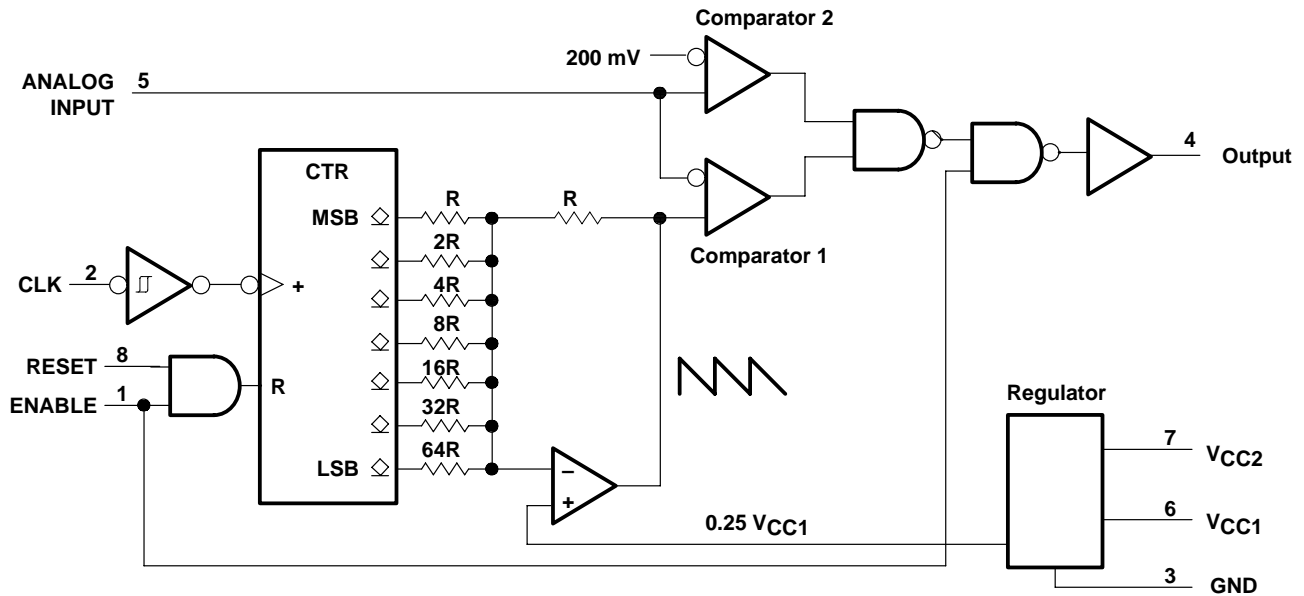 Comparator 2
200 mV
ANALOG
INPUT
5
4
Output
CTR
MSB
R
R
2R
Comparator 1
CLK
2
+
4R
8R
RESET
8
16R
R
ENABLE
1
32R
Regulator
LSB
64R
–
+
7
VCC2
0.25 VCC1
6
VCC1
3
GND